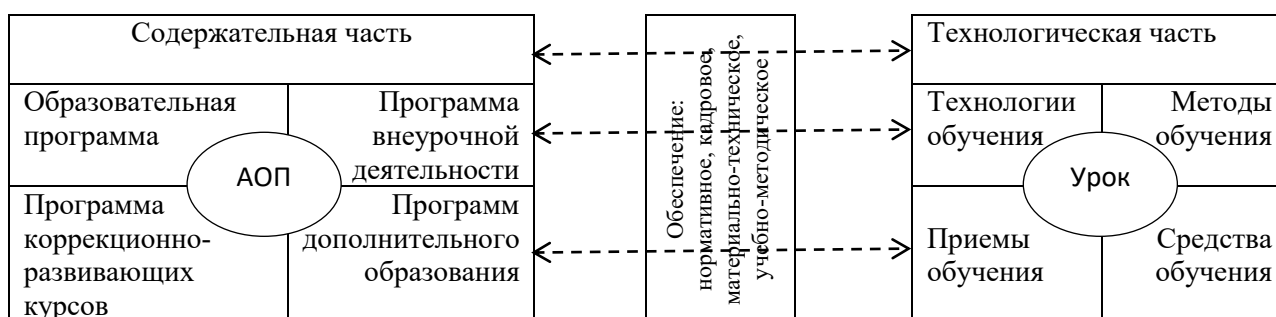 Содержательная часть
Образовательная
программа
Программа
внеурочной
деятельности
АОП
Программа
коррекционно-
развивающих
курсов
Программ
дополнительного
образования
Обеспечение:
нормативное, кадровое,
материально-техническое,
учебно-методическое
Технологическая часть
Технологии
обучения
Методы
обучения
Урок
Приемы
обучения
Средства
обучения